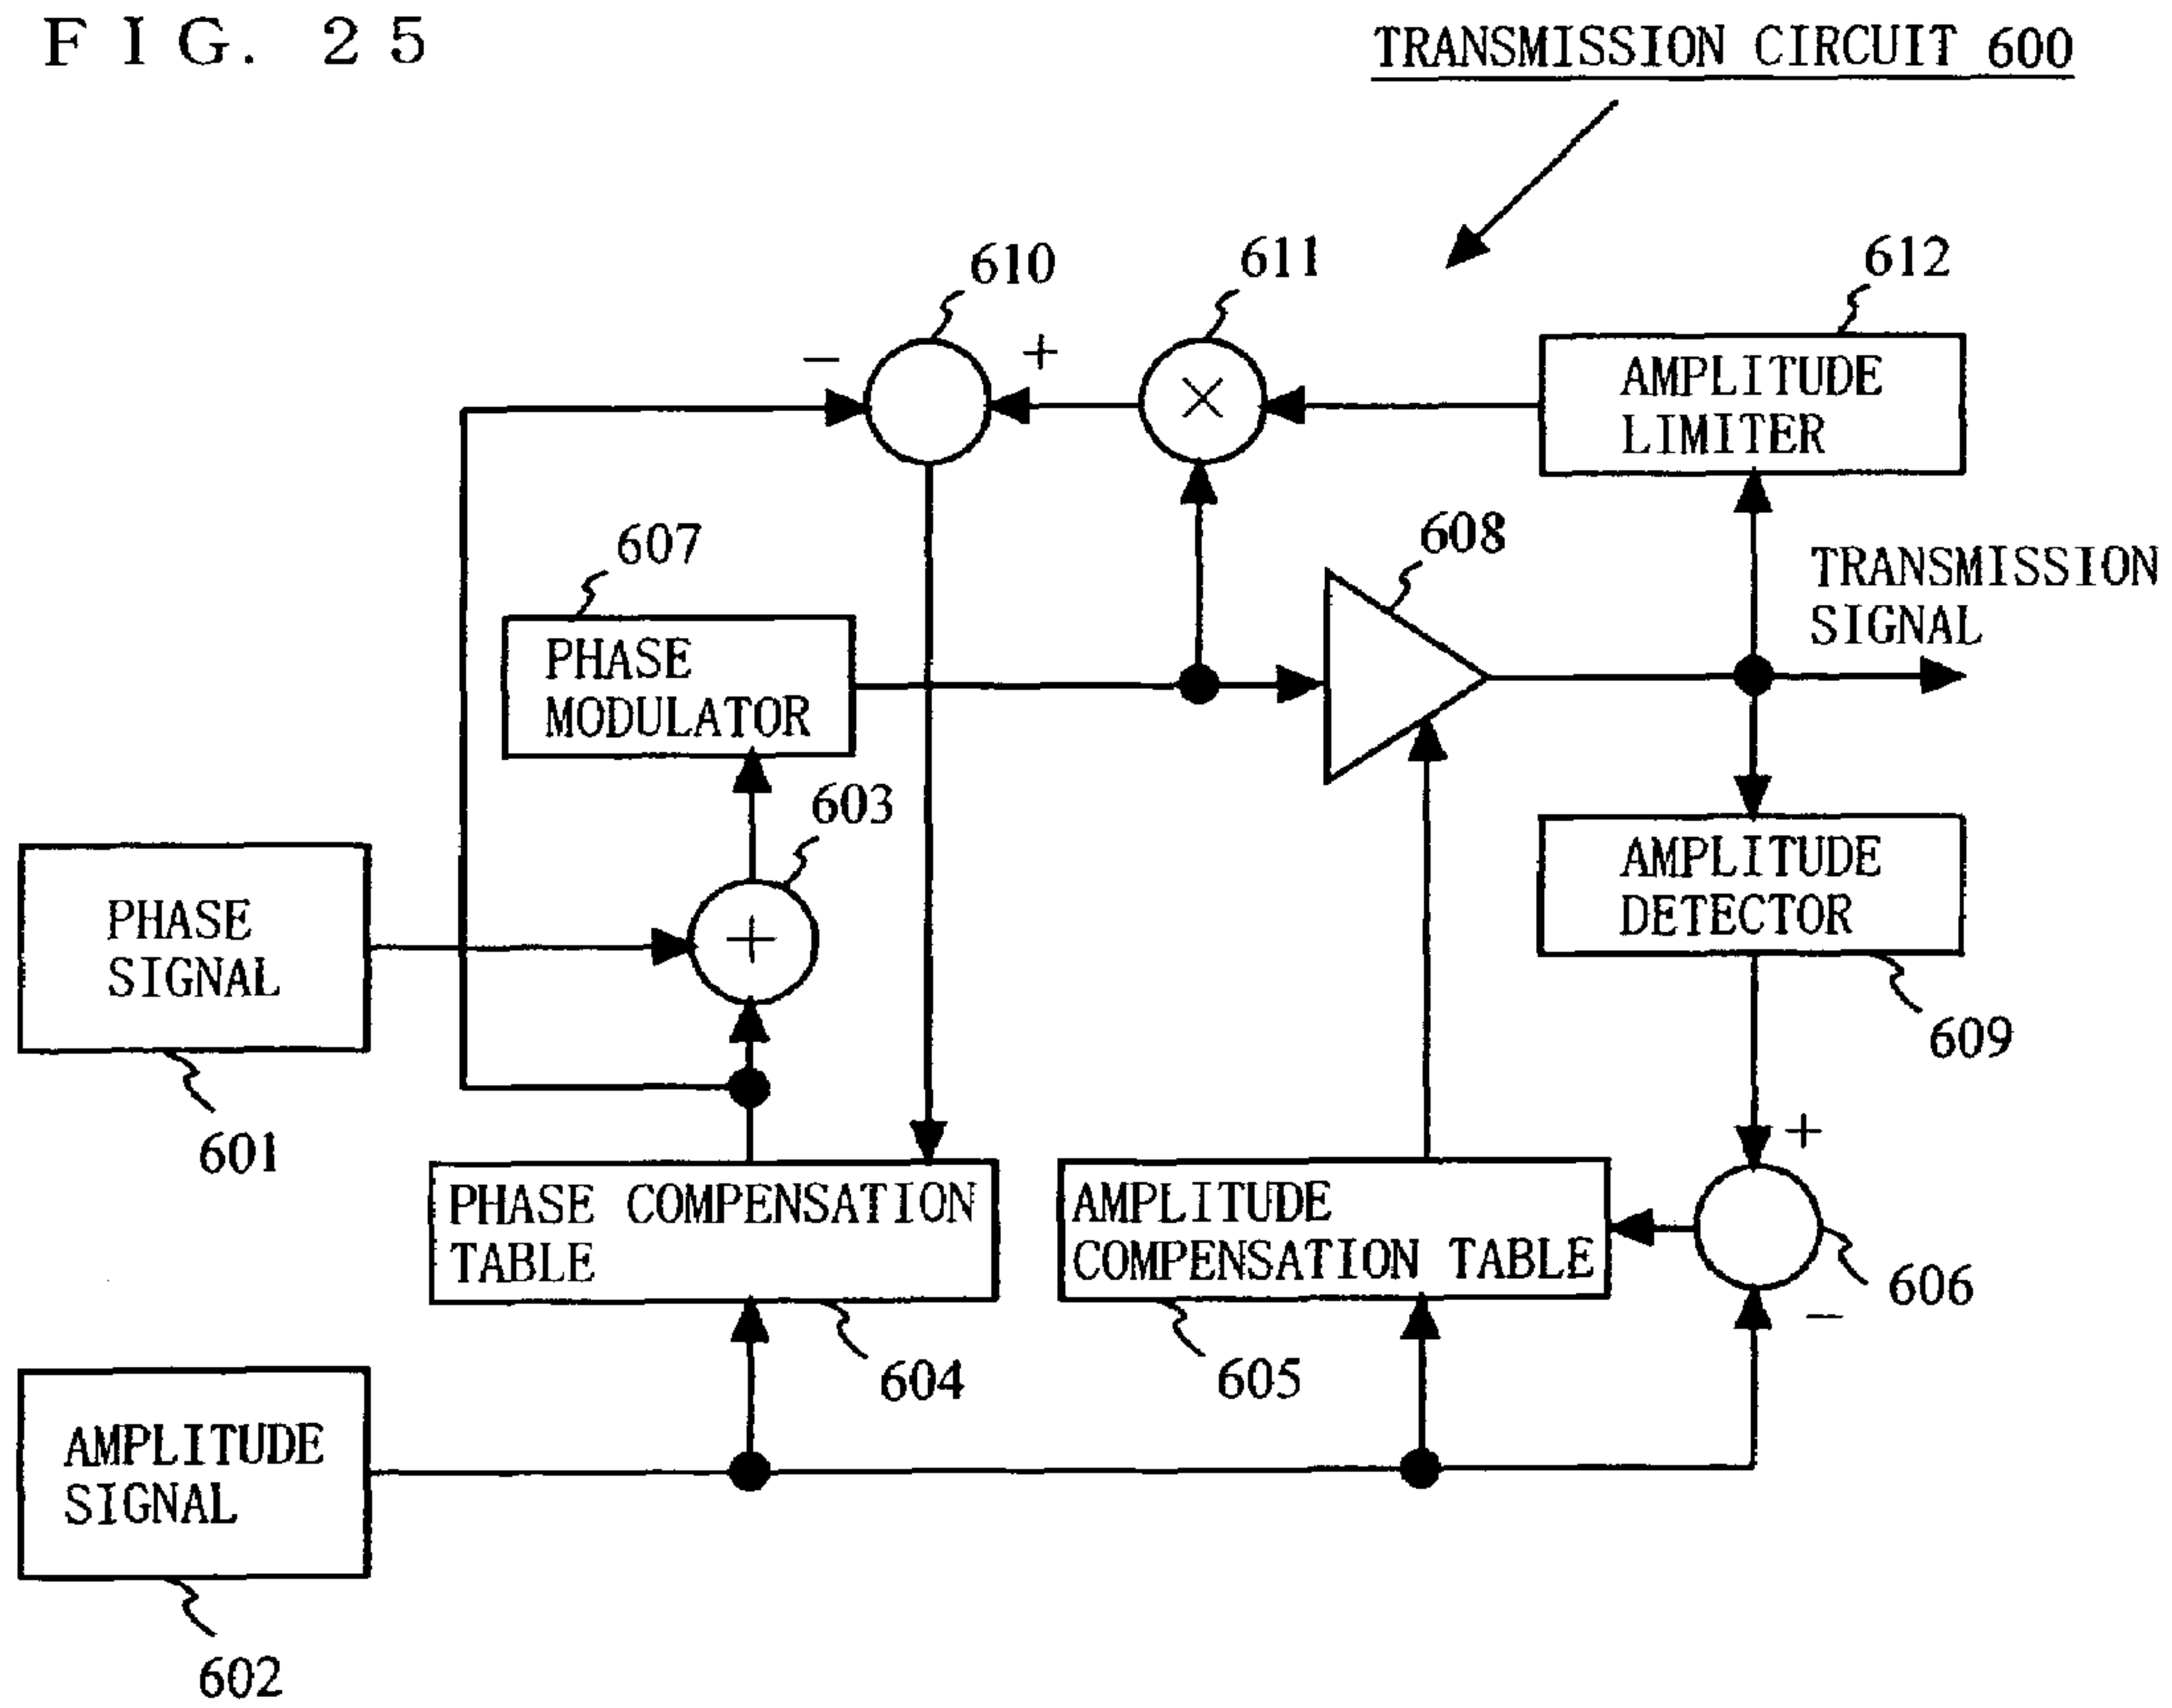 F I G. 2 5
TRANSMISSION CIRCUIT 600
610
611
612
−
+
×
AMPLITUDE
LIMITER
607
608
PHASE
MODULATOR
TRANSMISSION
SIGNAL
603
PHASE
SIGNAL
+
AMPLITUDE
DETECTOR
609
601
+
PHASE COMPENSATION
TABLE
AMPLITUDE
COMPENSATION TABLE
606
−
604
605
AMPLITUDE
SIGNAL
602